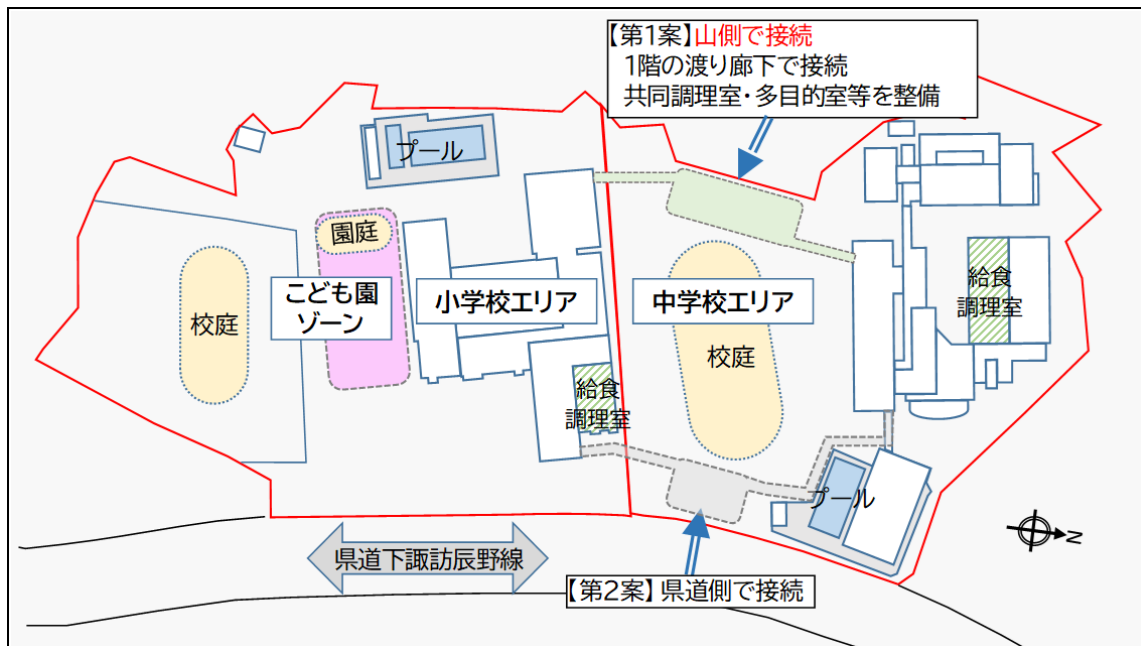 【第1案】山側で接続
1階の渡り廊下で接続
共同調理室・多目的室等を整備
プール
園庭
こども園
ゾーン
小学校エリア
中学校エリア
校庭
校庭
給食
調理室
給食
調理室
プール
県道下諏訪辰野線
【第2案】県道側で接続
N